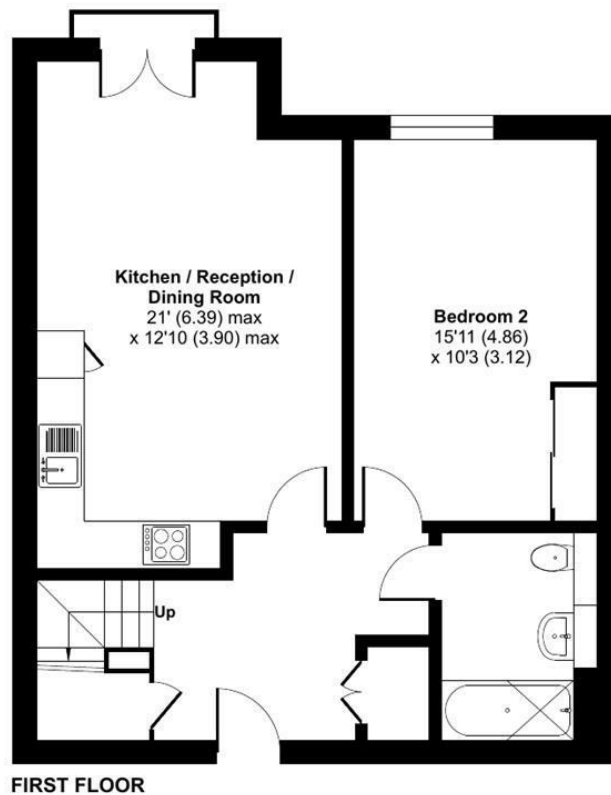 Kitchen / Reception /
Dining Room
21' (6.39) max
x 12'10 (3.90) max
Bedroom 2
15'11 (4.86)
x 10'3 (3.12)
Up
FIRST FLOOR